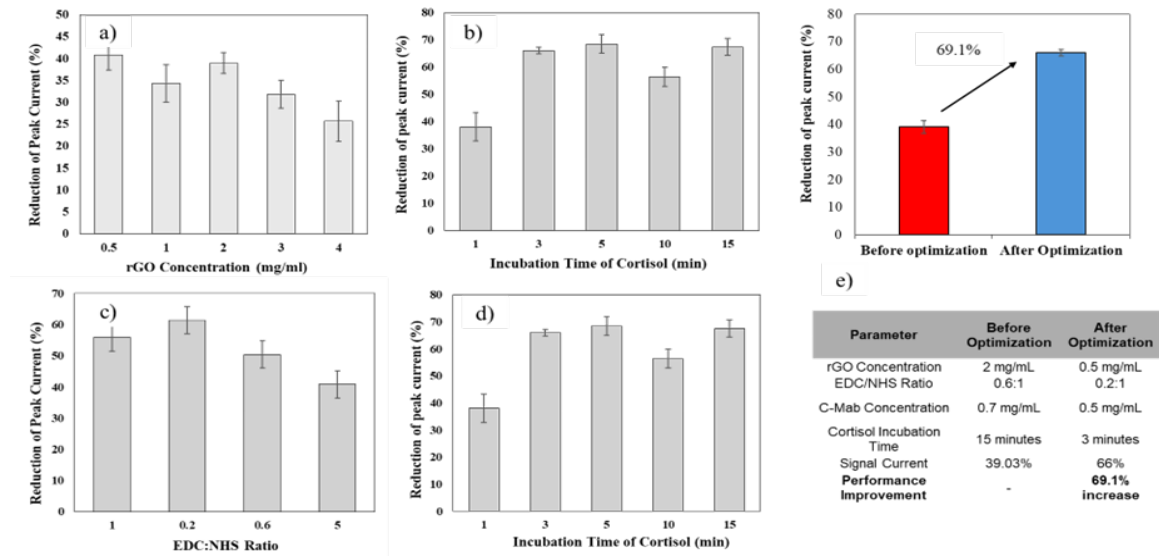 a)
Reduction of Peak Current (%)
50
45
40
35
30
25
20
15
10
5
0
0.5 1 2 3 4
rGO Concentration (mg/ml)
b)
Reduction of peak current (%)
80
70
60
50
40
30
20
10
0
1 3 5 10 15
Incubation Time of Cortisol (min)
69.1%
Reduction of peak current (%)
80
70
60
50
40
30
20
10
0
Before optimization After Optimization
c)
Reduction of Peak Current (%)
70
60
50
40
30
20
10
0
1 0.2 0.6 5
EDC:NHS Ratio
d)
Reduction of peak current (%)
80
70
60
50
40
30
20
10
0
1 3 5 10 15
Incubation Time of Cortisol (min)
e)
Parameter Before Optimization After Optimization
rGO Concentration 2 mg/mL 0.5 mg/mL
EDC/NHS Ratio 0.6:1 0.2:1
C-Mab Concentration 0.7 mg/mL 0.5 mg/mL
Cortisol Incubation Time 15 minutes 3 minutes
Signal Current 39.03% 66%
Performance Improvement - 69.1% increase